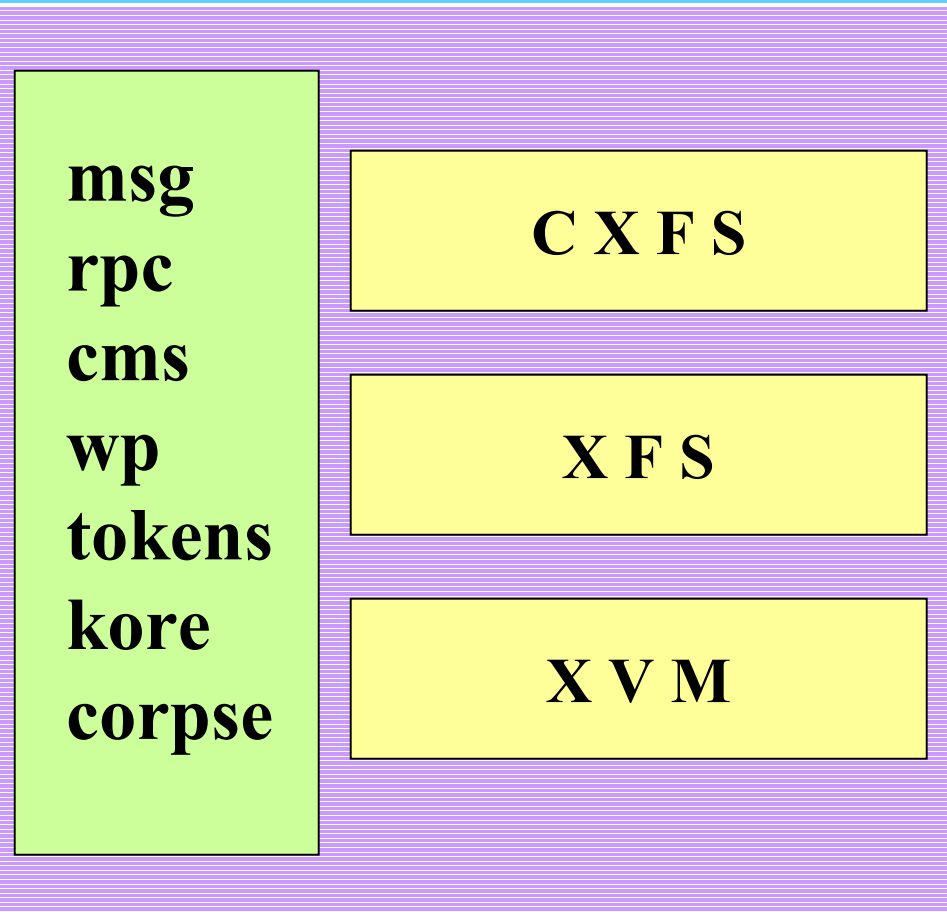 msg
rpc
cms
wp
tokens
kore
corpse
C X F S
X F S
X V M